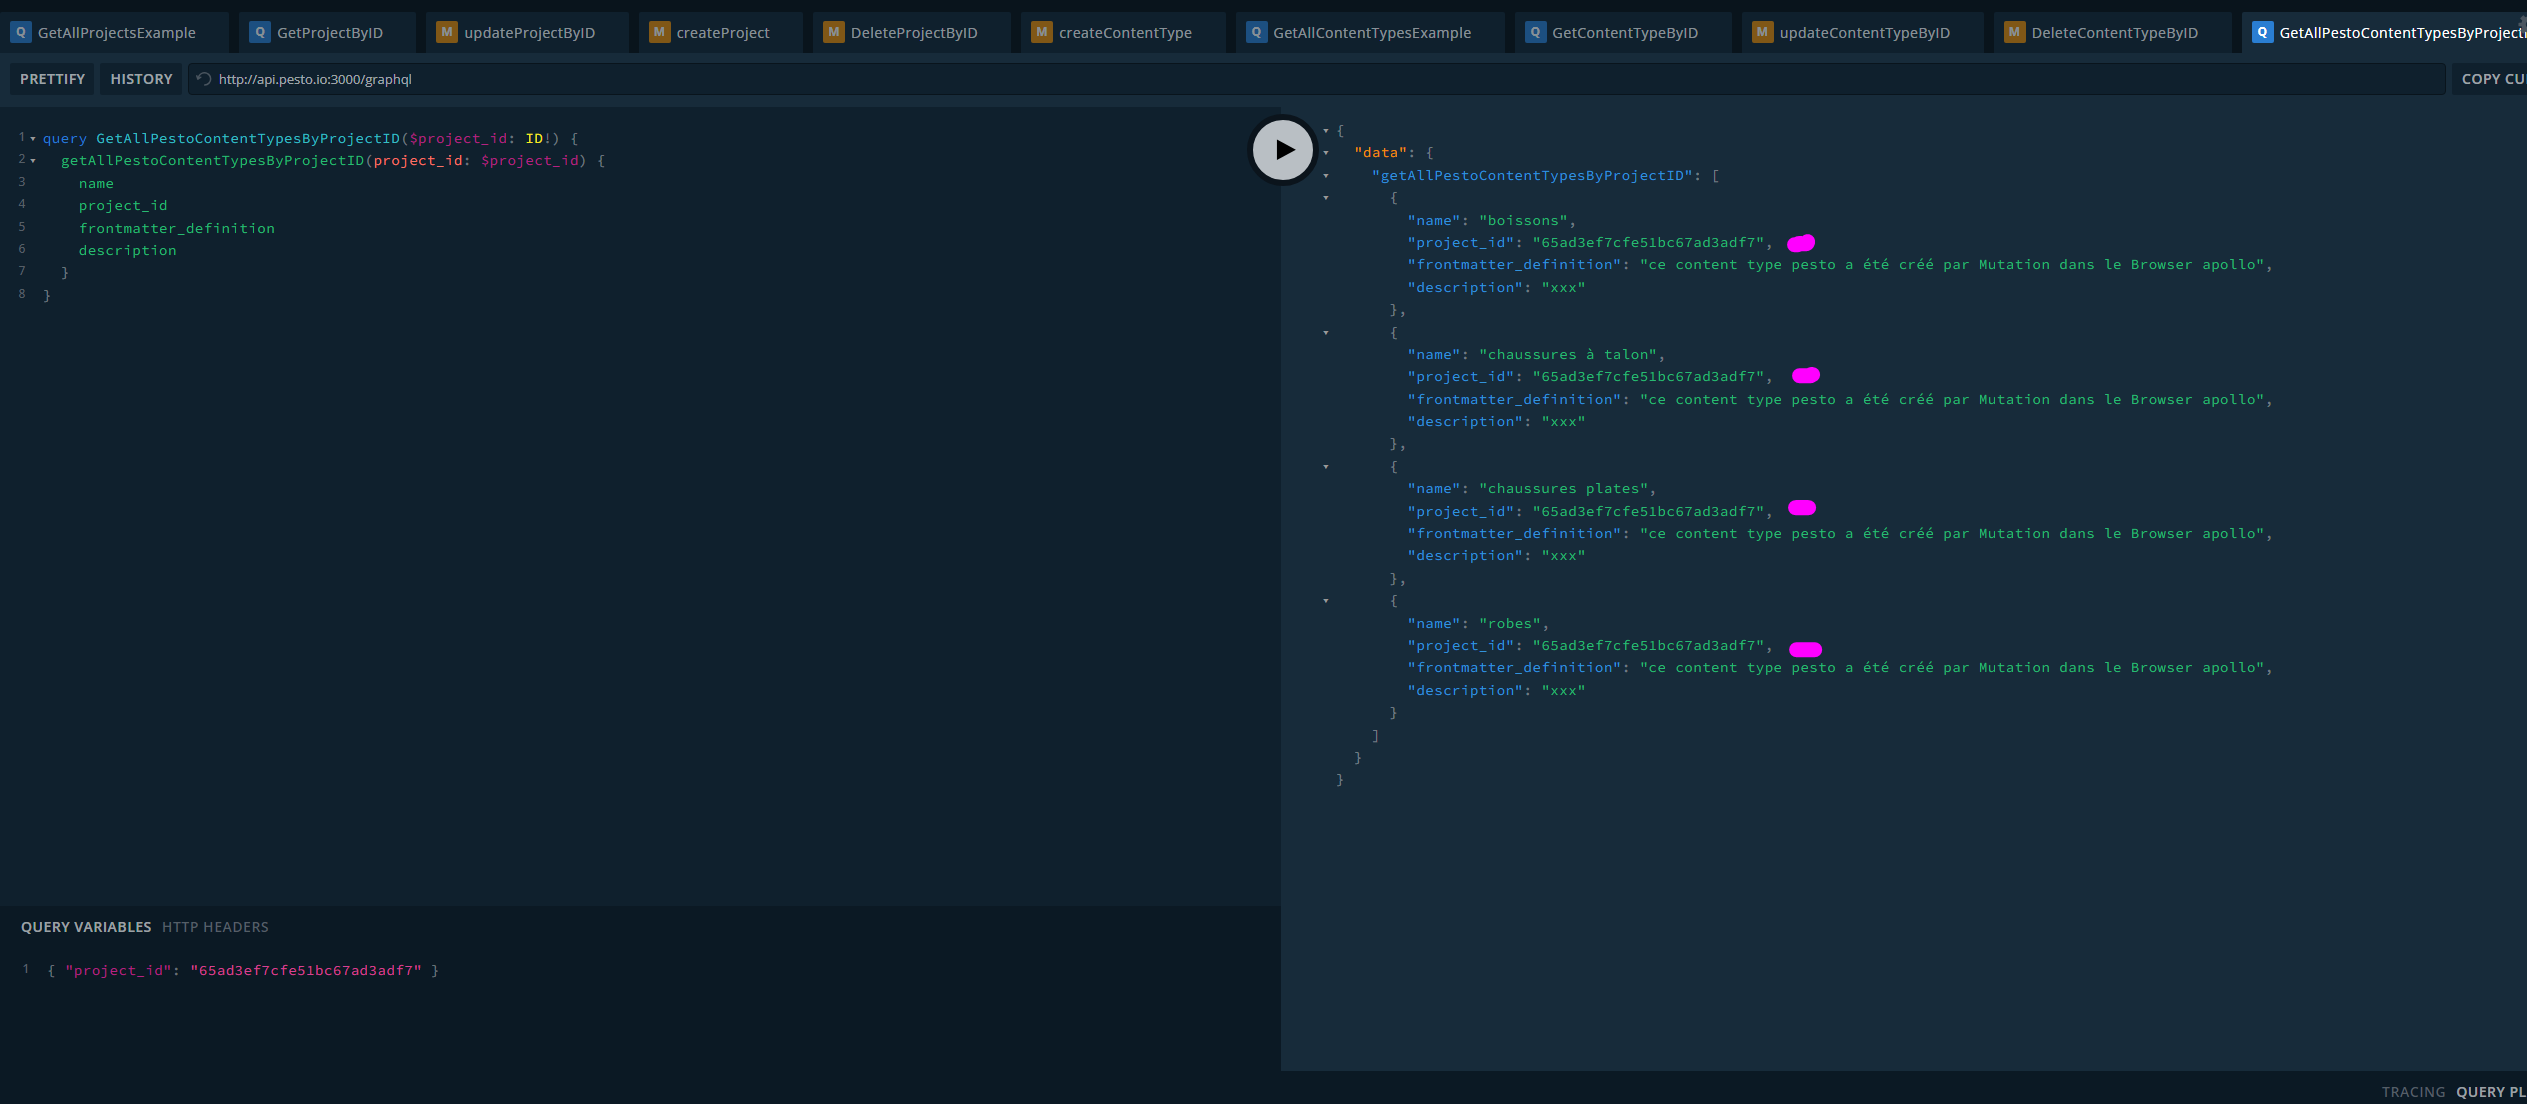 Q GetAllProjectsExample Q GetProjectByID M updateProjectByID M createProject M DeleteProjectByID M createContentType Q GetAllContentTypesExample Q GetContentTypeByID M updateContentTypeByID M DeleteContentTypeByID Q GetAllPestoContentTypesByProject
PRETTIFY HISTORY http://api.pesto.io:3000/graphql COPY CU
1 query GetAllPestoContentTypesByProjectID($project_id: ID!) {
2 getAllPestoContentTypesByProjectID(project_id: $project_id) {
3 name
4 project_id
5 frontmatter_definition
6 description
7 }
8 }
QUERY VARIABLES HTTP HEADERS
1 { "project_id": "65ad3ef7cfe51bc67ad3adf7" }
{
"data": {
"getAllPestoContentTypesByProjectID": [
{
"name": "boissons",
"project_id": "65ad3ef7cfe51bc67ad3adf7",
"frontmatter_definition": "ce content type pesto a été créé par Mutation dans le Browser apollo",
"description": "xxx"
},
{
"name": "chaussures à talon",
"project_id": "65ad3ef7cfe51bc67ad3adf7",
"frontmatter_definition": "ce content type pesto a été créé par Mutation dans le Browser apollo",
"description": "xxx"
},
{
"name": "chaussures plates",
"project_id": "65ad3ef7cfe51bc67ad3adf7",
"frontmatter_definition": "ce content type pesto a été créé par Mutation dans le Browser apollo",
"description": "xxx"
},
{
"name": "robes",
"project_id": "65ad3ef7cfe51bc67ad3adf7",
"frontmatter_definition": "ce content type pesto a été créé par Mutation dans le Browser apollo",
"description": "xxx"
}
]
}
}
TRACING QUERY PL